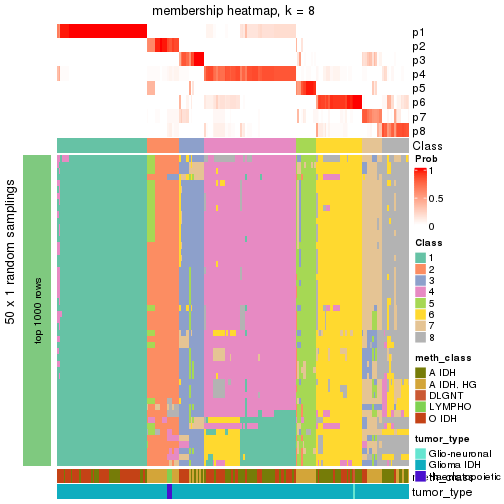 membership heatmap, k = 8
p1
p2
p3
p4
p5
p6
p7
p8
Class
50 x 1 random samplings
top 1000 rows
Prob
1
0.5
0
Class
1
2
3
4
5
6
7
8
meth_class
A IDH
A IDH, HG
DLGNT
LYMPHO
O IDH
tumor_type
Glio-neuronal
Glioma IDH
Haematopoietic
meth_class
tumor_type